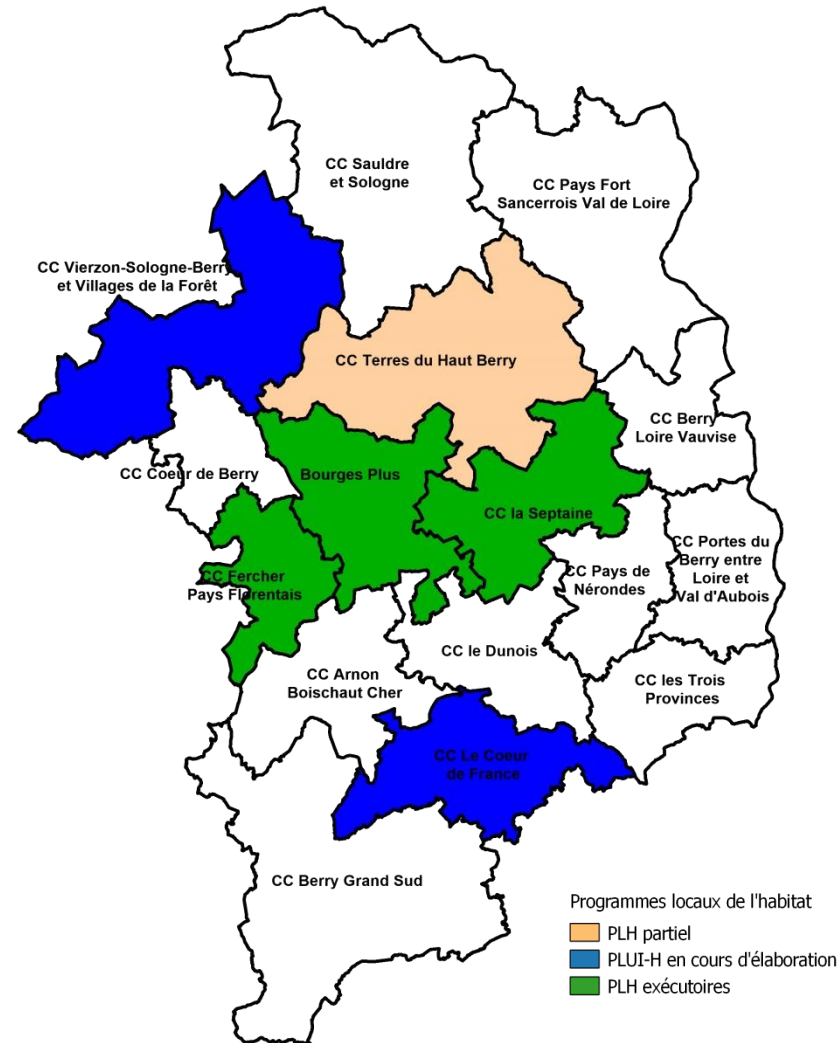 CC Sauldre
et Sologne
CC Pays Fort
Sancerrois Val de Loire
CC Vierzon-Sologne-Berry
et Villages de la Forêt
CC Terres du Haut Berry
CC Berry
Loire Vauvise
CC Coeur de Berry
Bourges Plus
CC la Septaine
CC Portes du
Berry entre
Loire et
Val d'Aubois
CC Fercher
Pays Florentais
CC Pays de
Nérondes
CC le Dunois
CC Arnon
Boischaut Cher
CC les Trois
Provinces
CC Le Coeur
de France
CC Berry Grand Sud
Programmes locaux de l'habitat
PLH partiel
PLUI-H en cours d'élaboration
PLH exécutoires